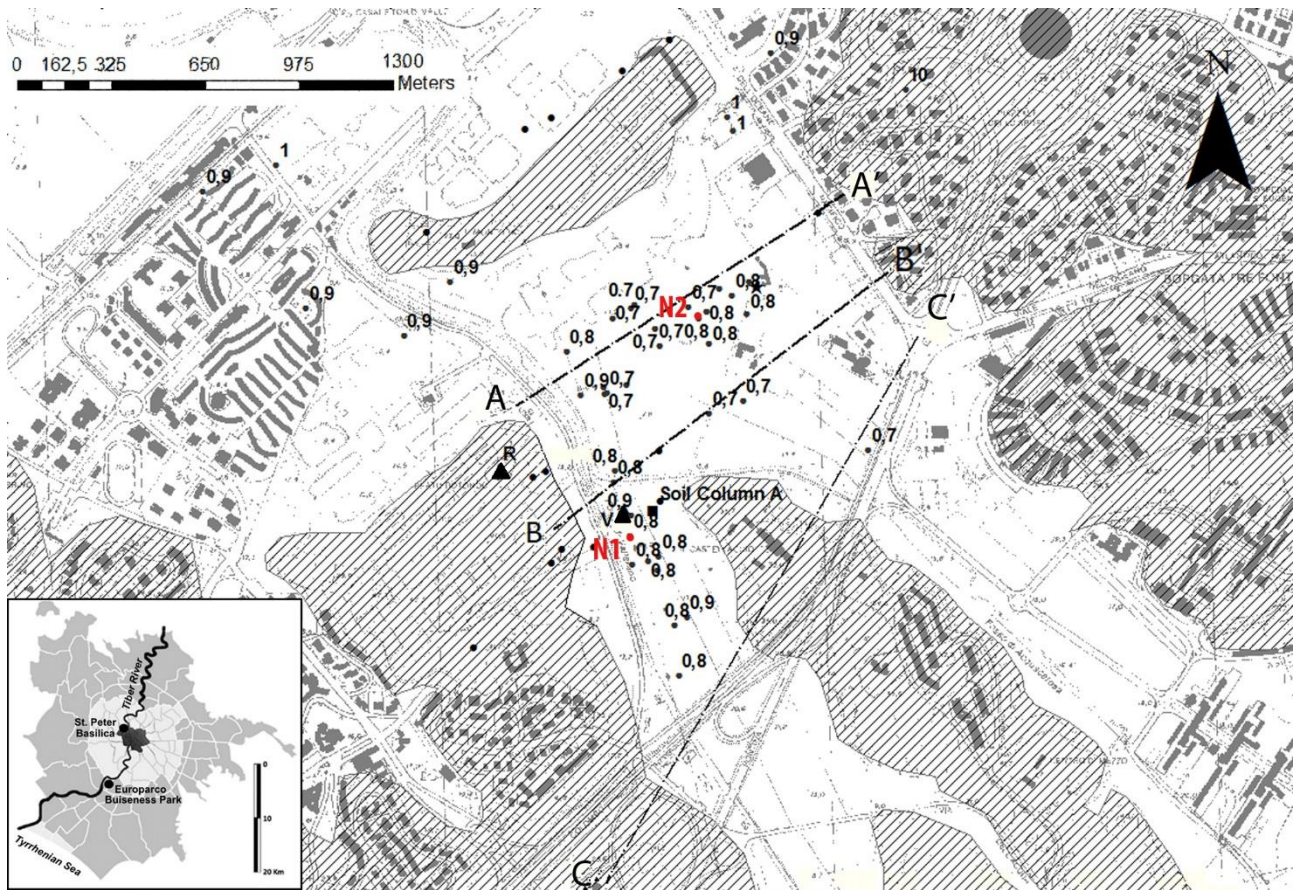 0 162,5 325 650 975 1300
Meters
N
0,9
10
1
1
1
0,9
A'
B'
C'
0,9
0,9
0,9
0.7
0,7
0,7
0,8
0,8
N2
0,7
0,8
0,8
0,7
0,8
0,7
0,8
0,9
0,7
0,7
A
0,7
0,7
0,7
R
0,8
0,8
Soil Column A
0,9
B
V
0,8
N1
0,8
0,8
0,8
0,8
0,9
0,8
C
Tiber River
St. Peter
Basilica
Europarco
Buiseness Park
Tyrrhenian Sea
0
10
20 Km